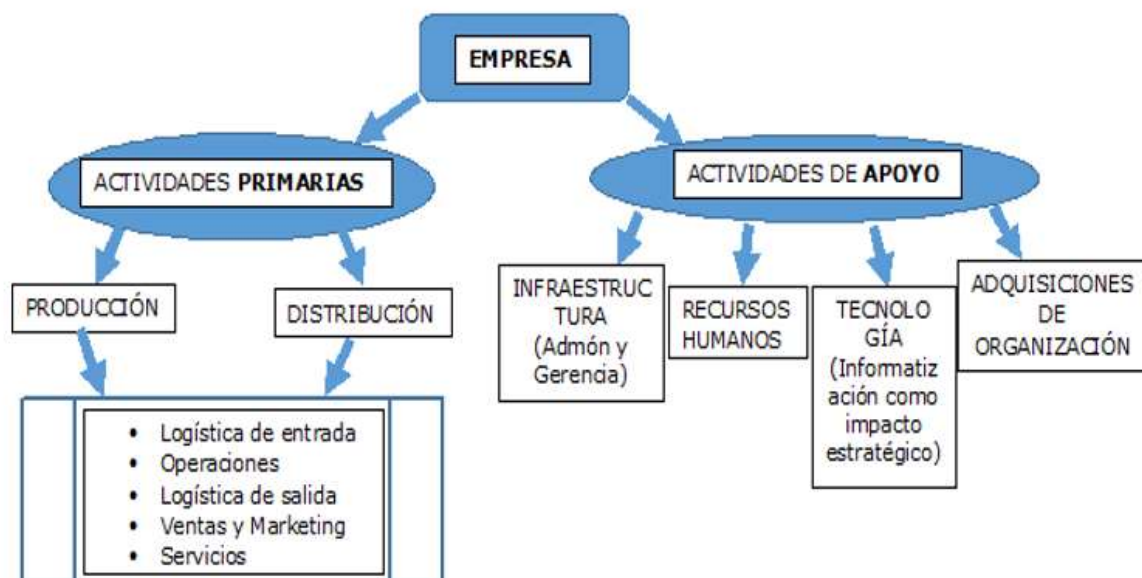 EMPRESA
ACTIVIDADES PRIMARIAS
ACTIVIDADES DE APOYO
PRODUCCIÓN
DISTRIBUCIÓN
INFRAESTRUC
TURA
(Admón y
Gerencia)
RECURSOS
HUMANOS
TECNOLO
GÍA
(Informatiz
ación como
impacto
estratégico)
ADQUISICIONES
DE
ORGANIZACIÓN
• Logística de entrada
• Operaciones
• Logística de salida
• Ventas y Marketing
• Servicios